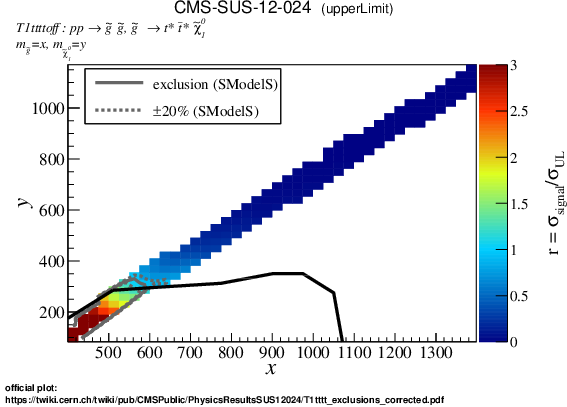 CMS-SUS-12-024 (upperLimit)
T1ttttoff : pp → g̃ g̃, g̃ → t* t̄* χ̃₁⁰
m_g̃=x, m_χ̃₁⁰=y
exclusion (SModelS)
±20% (SModelS)
y
1000
800
600
400
200
500 600 700 800 900 1000 1100 1200 1300
x
3
2.5
2
1.5
1
0.5
0
r = σ_signal/σ_UL
official plot:
https://twiki.cern.ch/twiki/pub/CMSPublic/PhysicsResultsSUS12024/T1tttt_exclusions_corrected.pdf